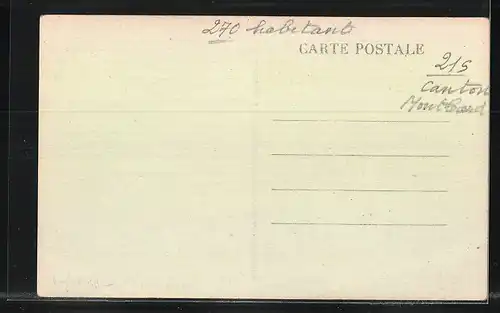 270 habitants
CARTE POSTALE
215
Canton
Montbard